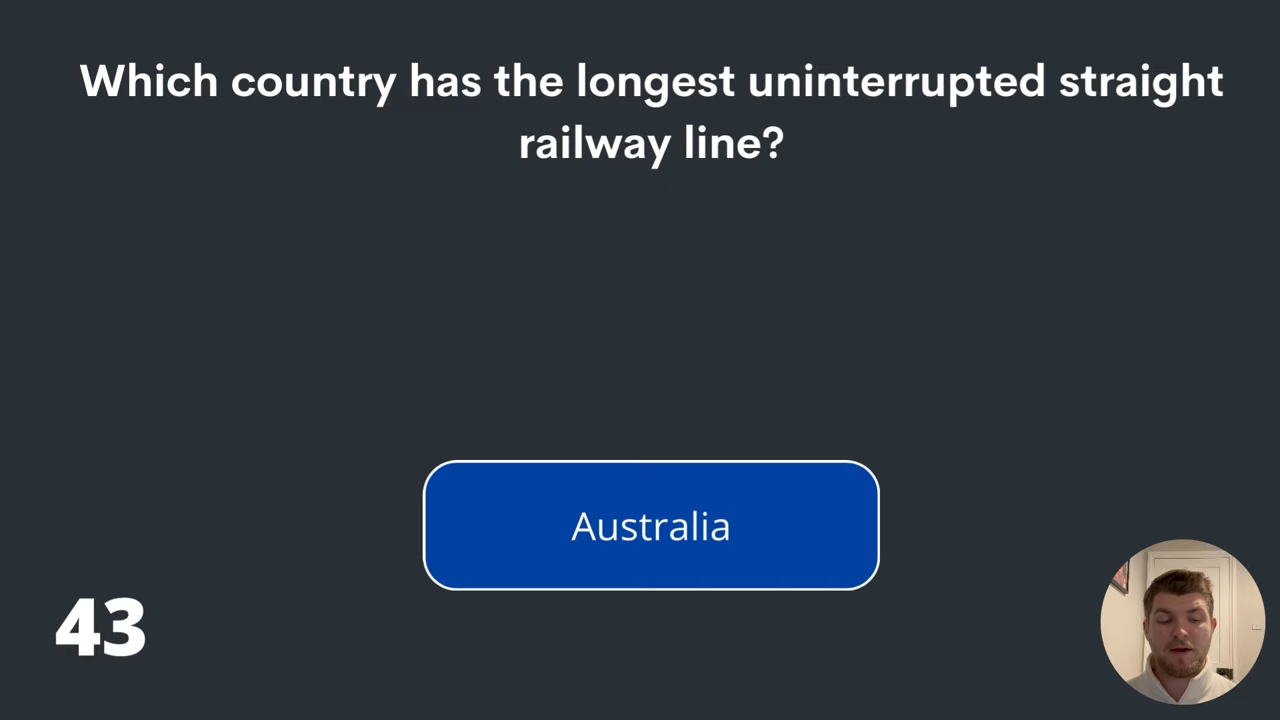 Which country has the longest uninterrupted straight
railway line?
Australia
43